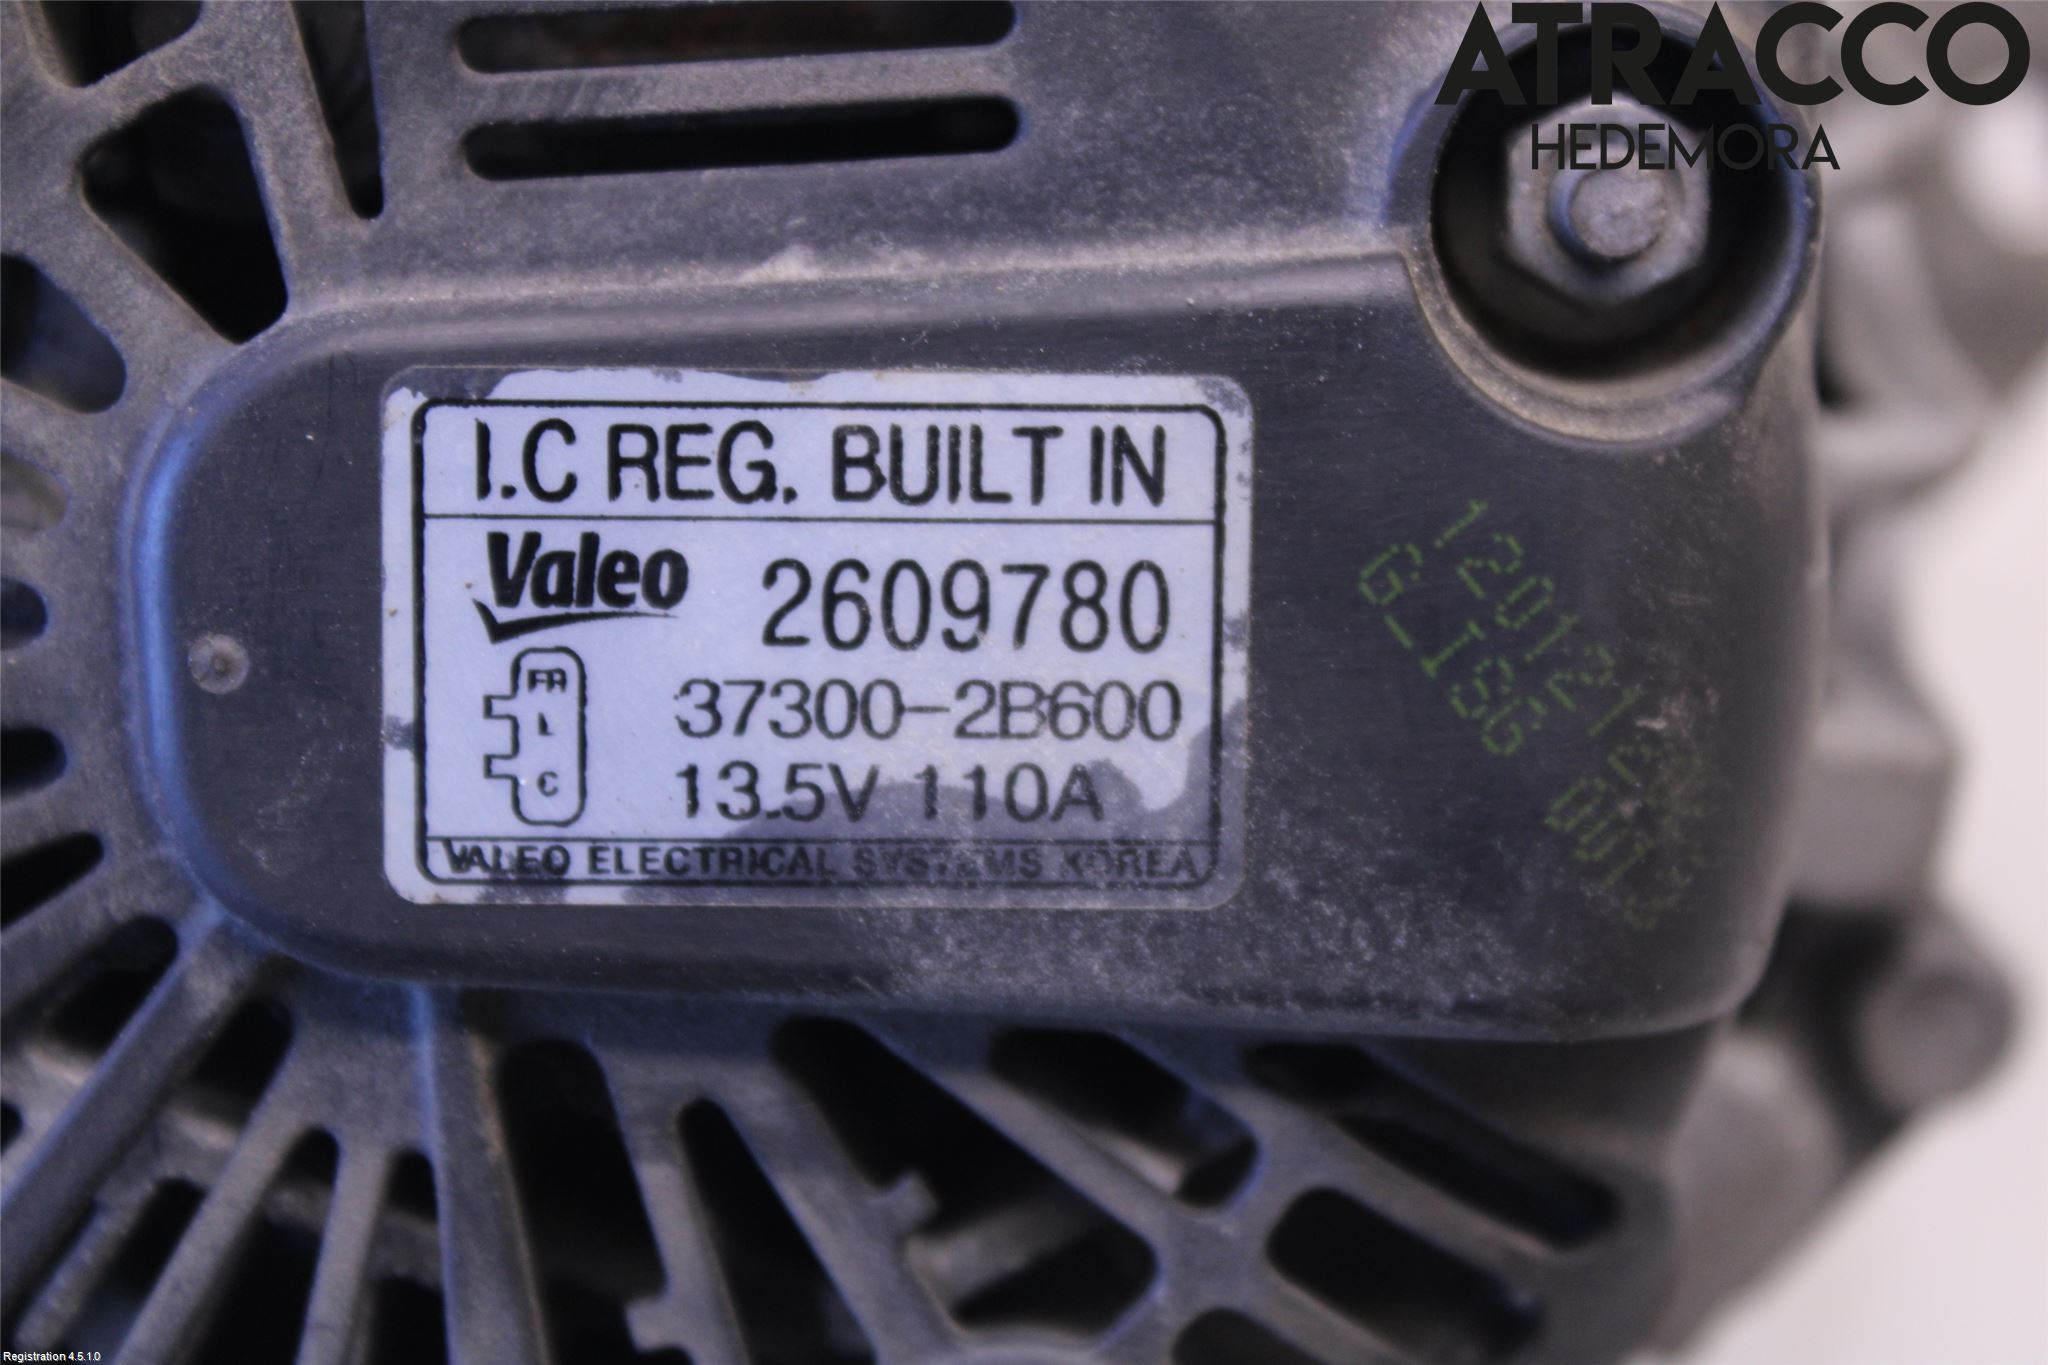 ATRACCO
HEDEMORA
I.C REG. BUILT IN
Valeo 2609780
FR
L
C
37300-2B600
13.5V 110A
VALEO ELECTRICAL SYSTEMS KOREA
G_ISG
Registration 4.5.1.0